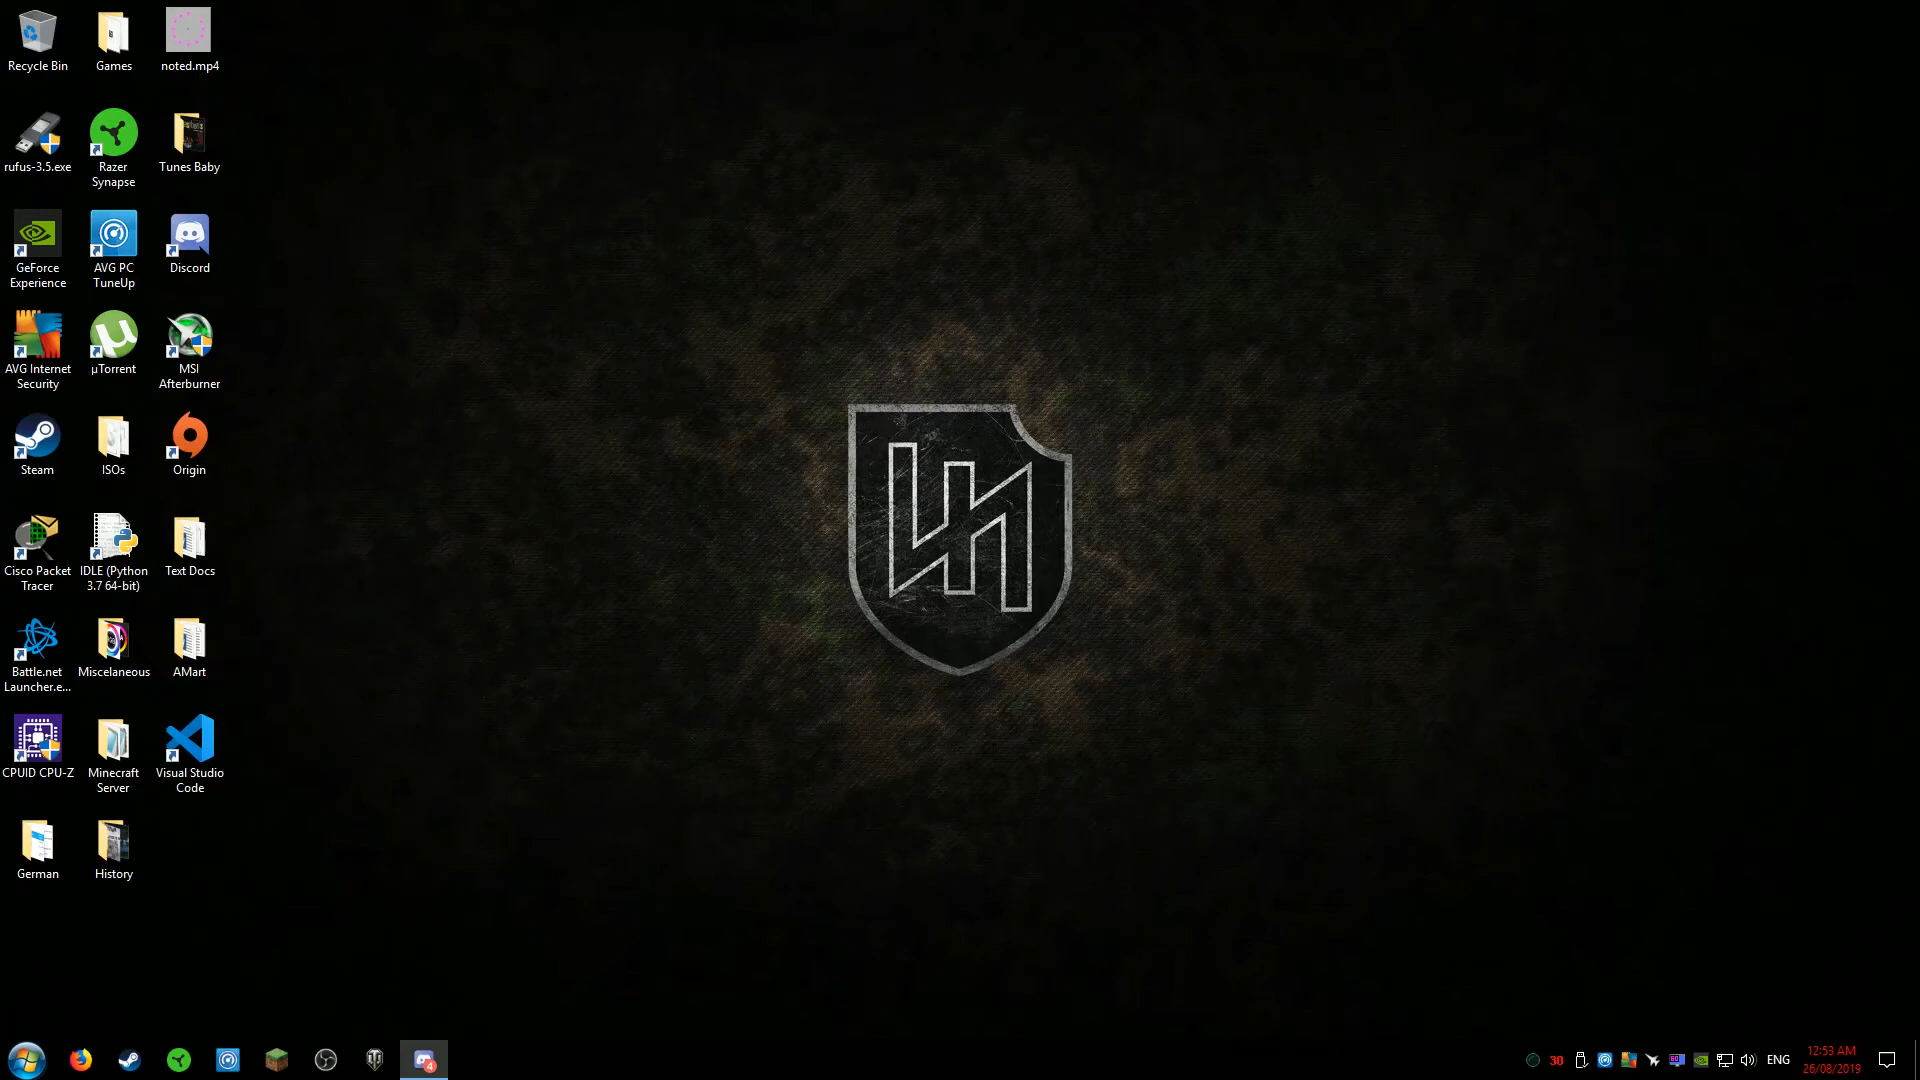 Recycle Bin
Games
noted.mp4
rufus-3.5.exe
Razer
Synapse
Tunes Baby
GeForce
Experience
AVG PC
TuneUp
Discord
AVG Internet
Security
µTorrent
MSI
Afterburner
Steam
ISOs
Origin
Cisco Packet
Tracer
IDLE (Python
3.7 64-bit)
Text Docs
Battle.net
Launcher.e...
Miscelaneous
AMart
CPUID CPU-Z
Minecraft
Server
Visual Studio
Code
German
History
4
30
60
ENG
12:53 AM
26/08/2019